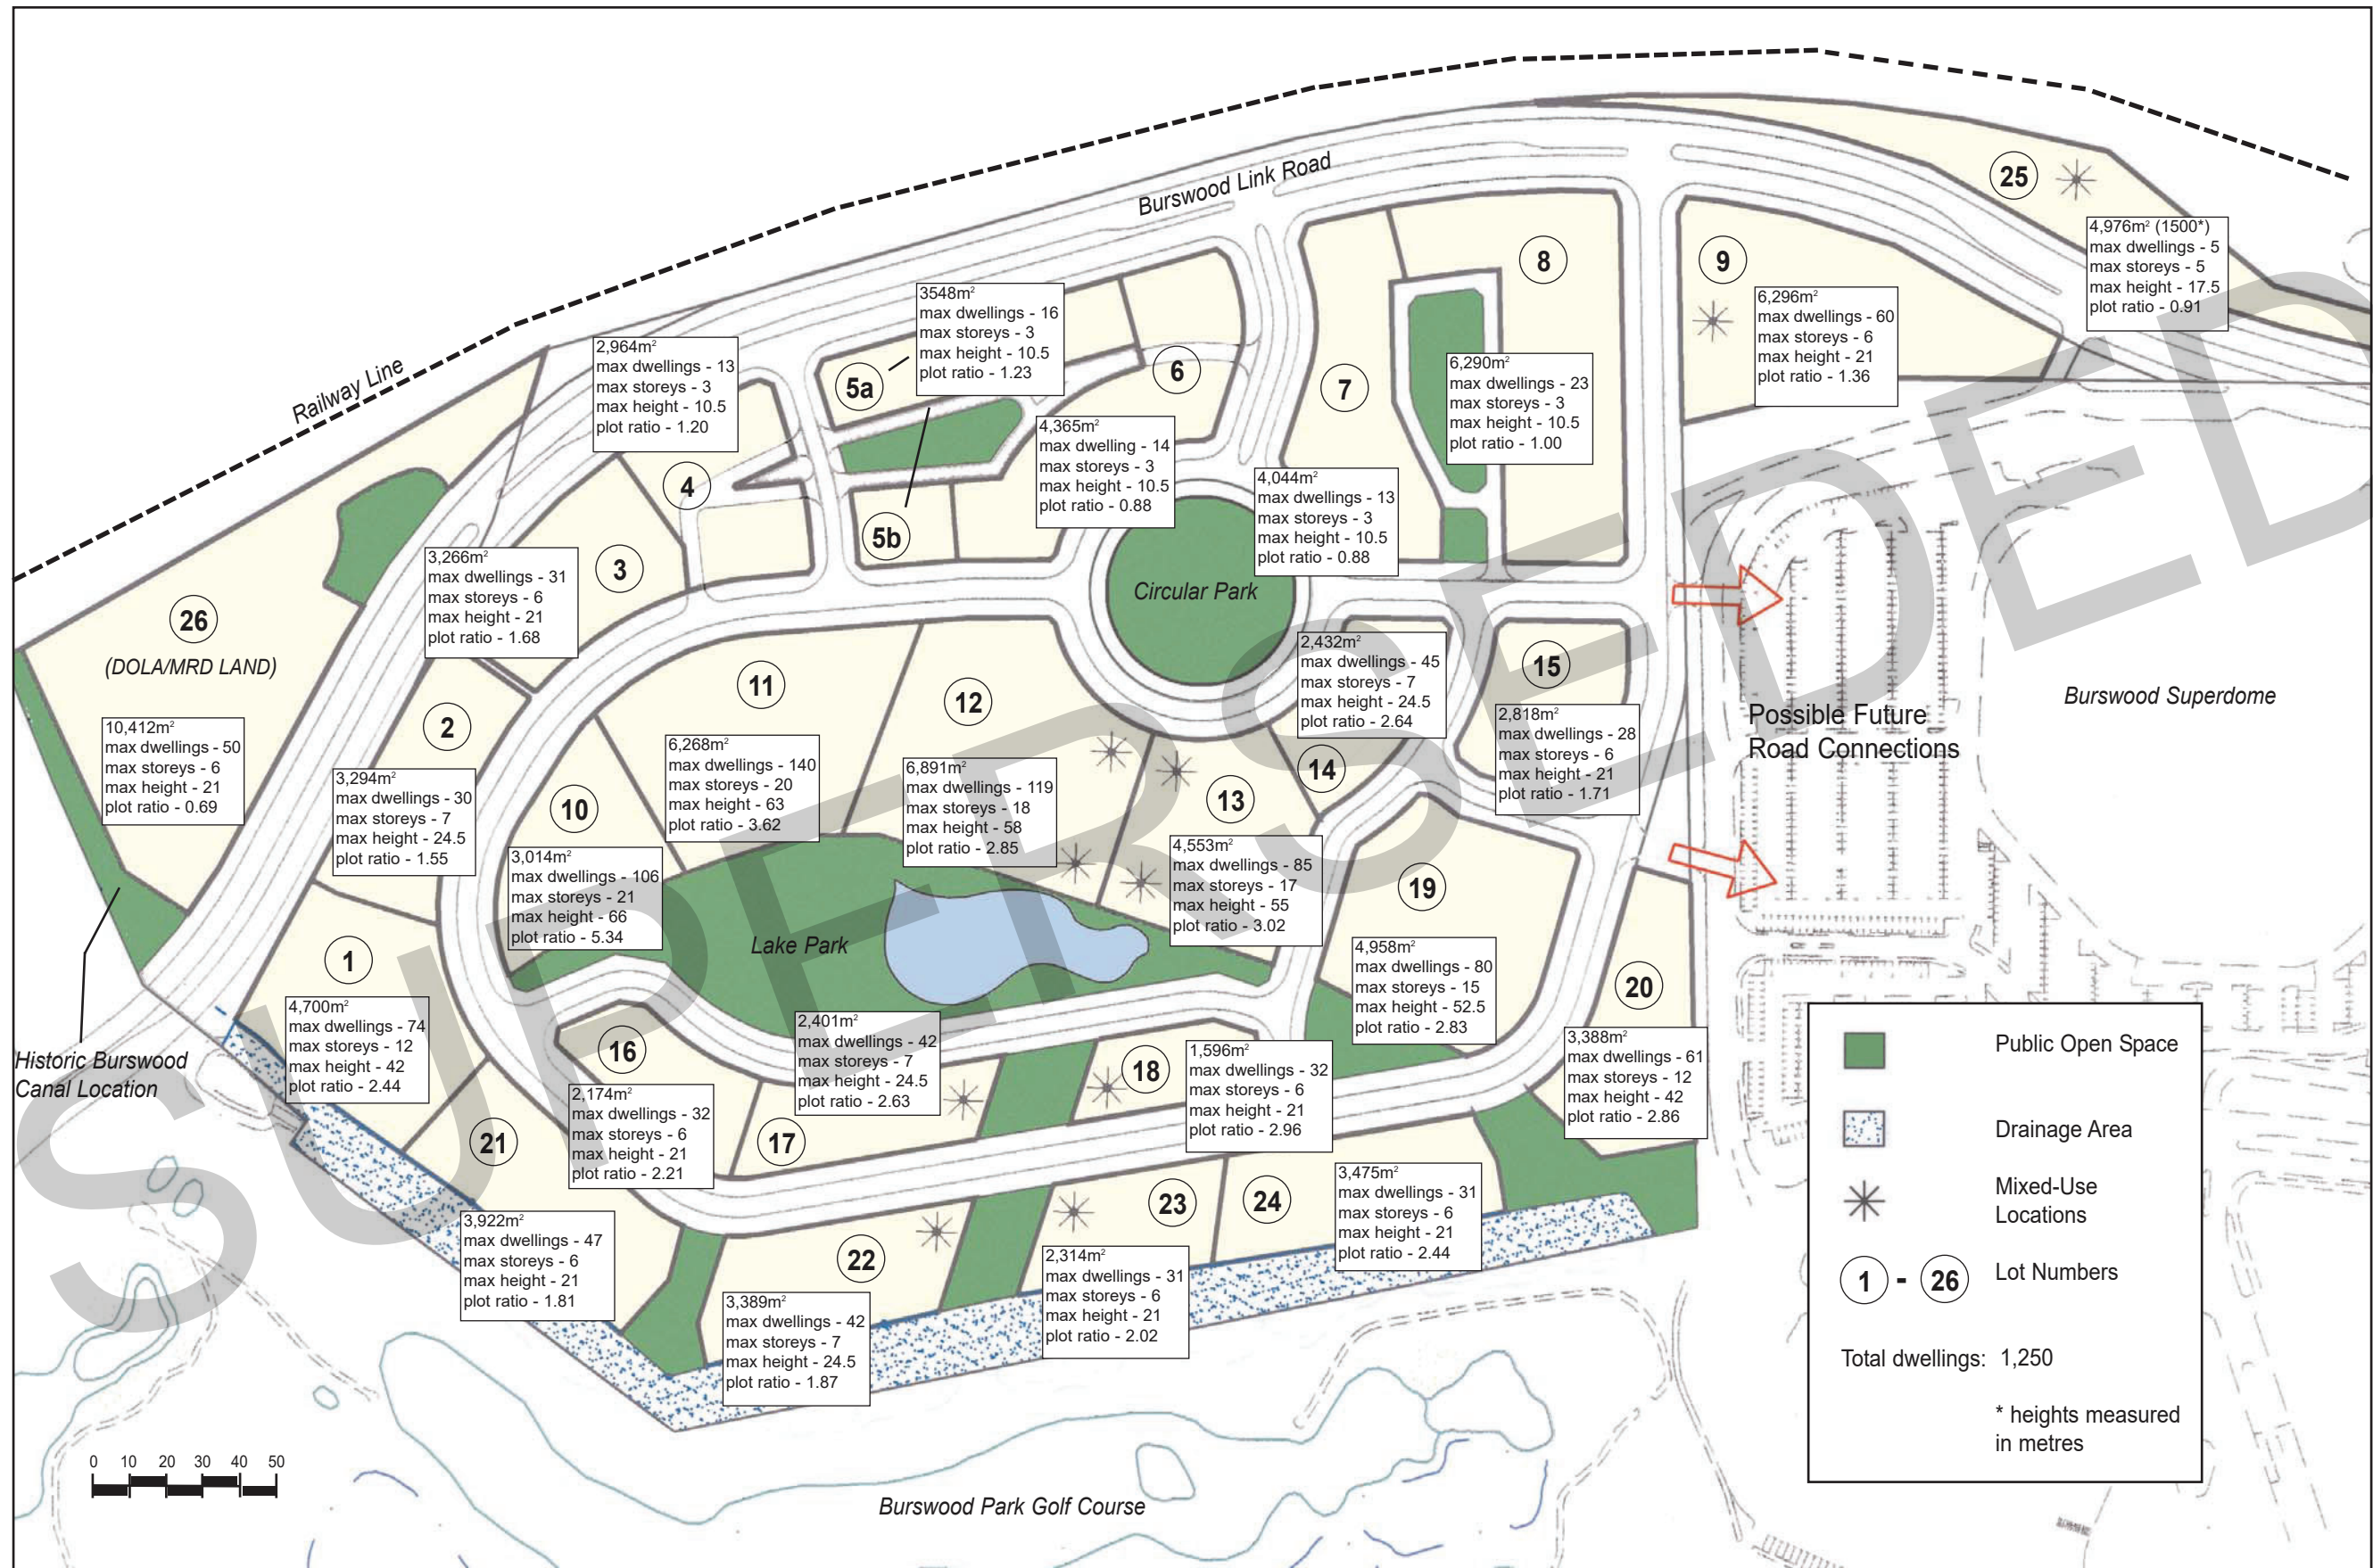 Burswood Link Road
Railway Line
25
4,976m² (1500*)
max dwellings - 5
max storeys - 5
max height - 17.5
plot ratio - 0.91
8
9
6,296m²
max dwellings - 60
max storeys - 6
max height - 21
plot ratio - 1.36
3548m²
max dwellings - 16
max storeys - 3
max height - 10.5
plot ratio - 1.23
5a
2,964m²
max dwellings - 13
max storeys - 3
max height - 10.5
plot ratio - 1.20
6
7
6,290m²
max dwellings - 23
max storeys - 3
max height - 10.5
plot ratio - 1.00
4,365m²
max dwelling - 14
max storeys - 3
max height - 10.5
plot ratio - 0.88
4
5b
4,044m²
max dwellings - 13
max storeys - 3
max height - 10.5
plot ratio - 0.88
3
3,266m²
max dwellings - 31
max storeys - 6
max height - 21
plot ratio - 1.68
Circular Park
26
(DOLA/MRD LAND)
10,412m²
max dwellings - 50
max storeys - 6
max height - 21
plot ratio - 0.69
2
3,294m²
max dwellings - 30
max storeys - 7
max height - 24.5
plot ratio - 1.55
11
6,268m²
max dwellings - 140
max storeys - 20
max height - 63
plot ratio - 3.62
12
6,891m²
max dwellings - 119
max storeys - 18
max height - 58
plot ratio - 2.85
2,432m²
max dwellings - 45
max storeys - 7
max height - 24.5
plot ratio - 2.64
14
15
2,818m²
max dwellings - 28
max storeys - 6
max height - 21
plot ratio - 1.71
Possible Future
Road Connections
Burswood Superdome
10
3,014m²
max dwellings - 106
max storeys - 21
max height - 66
plot ratio - 5.34
13
4,553m²
max dwellings - 85
max storeys - 17
max height - 55
plot ratio - 3.02
19
4,958m²
max dwellings - 80
max storeys - 15
max height - 52.5
plot ratio - 2.83
Lake Park
1
4,700m²
max dwellings - 74
max storeys - 12
max height - 42
plot ratio - 2.44
Historic Burswood
Canal Location
16
2,174m²
max dwellings - 32
max storeys - 6
max height - 21
plot ratio - 2.21
2,401m²
max dwellings - 42
max storeys - 7
max height - 24.5
plot ratio - 2.63
17
18
1,596m²
max dwellings - 32
max storeys - 6
max height - 21
plot ratio - 2.96
20
3,388m²
max dwellings - 61
max storeys - 12
max height - 42
plot ratio - 2.86
21
3,922m²
max dwellings - 47
max storeys - 6
max height - 21
plot ratio - 1.81
22
3,389m²
max dwellings - 42
max storeys - 7
max height - 24.5
plot ratio - 1.87
23
2,314m²
max dwellings - 31
max storeys - 6
max height - 21
plot ratio - 2.02
24
3,475m²
max dwellings - 31
max storeys - 6
max height - 21
plot ratio - 2.44
Public Open Space
Drainage Area
Mixed-Use
Locations
1 - 26 Lot Numbers
Total dwellings: 1,250
* heights measured
in metres
0 10 20 30 40 50
Burswood Park Golf Course
SUPERSEDED